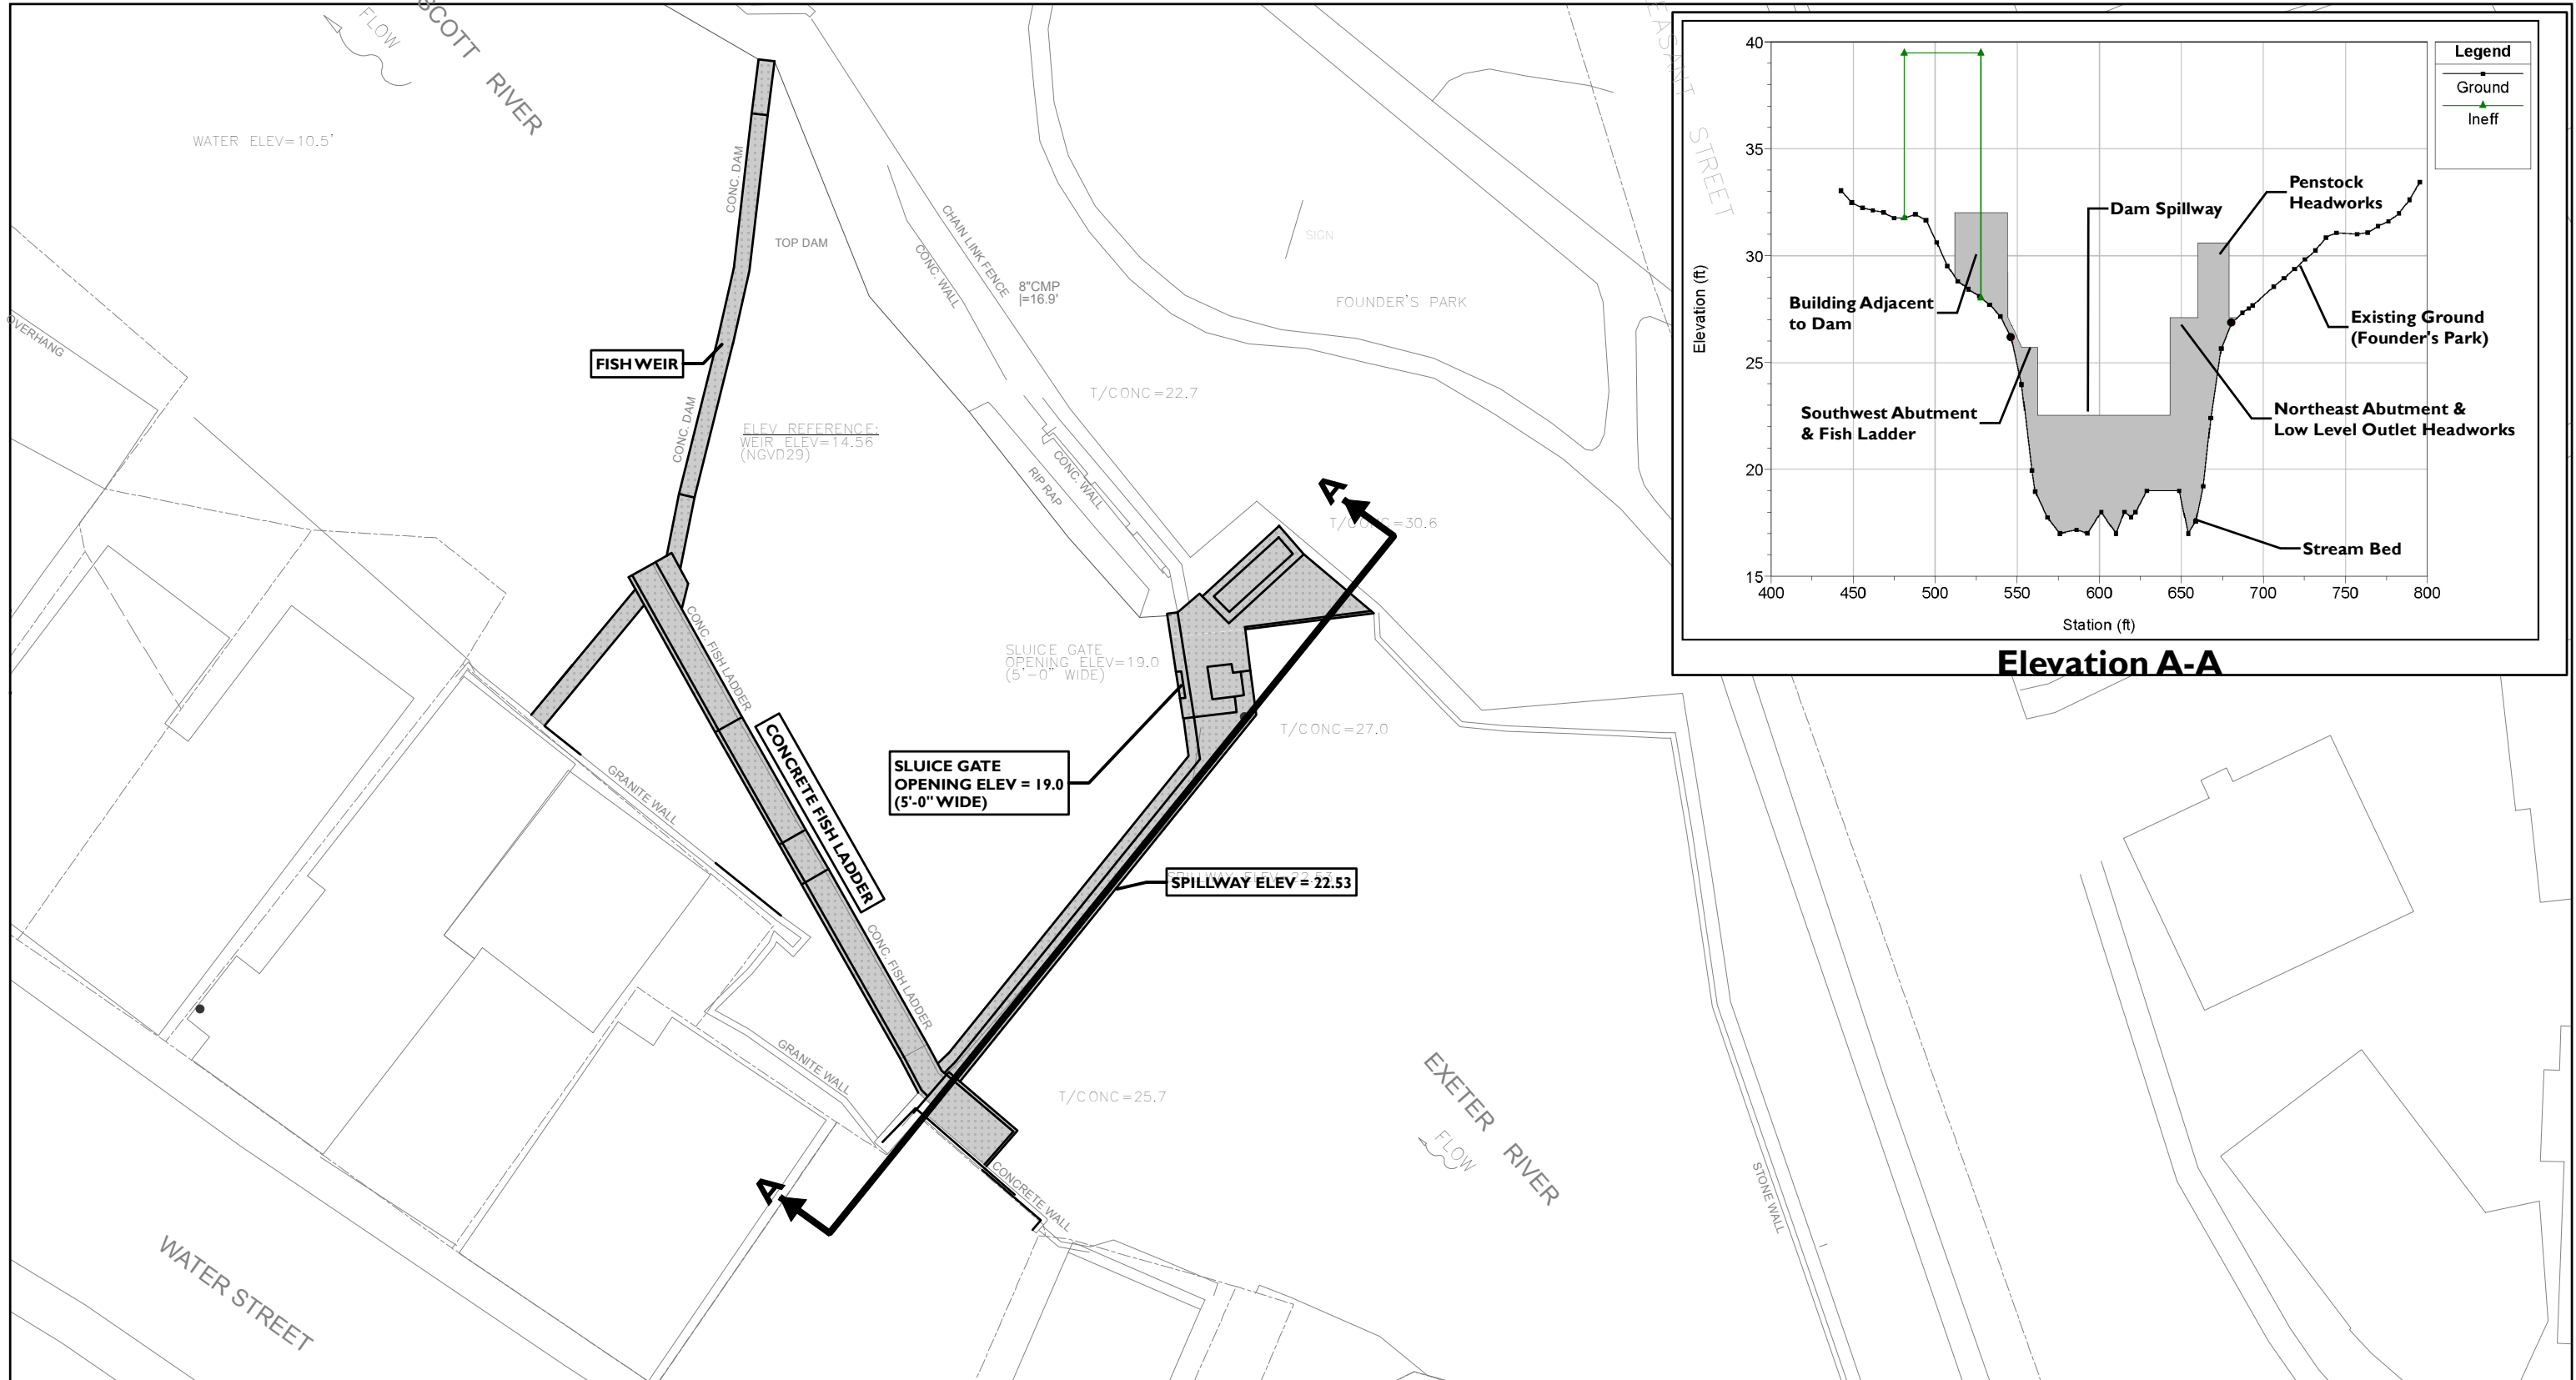 SCOTT RIVER
FLOW
WATER ELEV=10.5'
OVERHANG
CONC. DAM
TOP DAM
FISH WEIR
CONC. DAM
ELEV REFERENCE:
WEIR ELEV=14.56
(NGVD29)
CHAIN LINK FENCE
CONC. WALL
8"CMP
I=16.9'
SIGN
FOUNDER'S PARK
T/CONC=22.7
RIP RAP
CONC. WALL
A
T/CONC=30.6
STREET
CONC. FISH LADDER
CONCRETE FISH LADDER
CONC. FISH LADDER
SLUICE GATE
OPENING ELEV=19.0
(5'-0" WIDE)
SLUICE GATE
OPENING ELEV = 19.0
(5'-0" WIDE)
T/CONC=27.0
SPILLWAY ELEV = 22.53
GRANITE WALL
GRANITE WALL
T/CONC=25.7
A
CONCRETE WALL
EXETER RIVER
FLOW
STONE WALL
WATER STREET
40
35
30
25
20
15
Elevation (ft)
400 450 500 550 600 650 700 750 800
Station (ft)
Legend
Ground
Ineff
Penstock
Headworks
Dam Spillway
Building Adjacent
to Dam
Existing Ground
(Founder's Park)
Southwest Abutment
& Fish Ladder
Northeast Abutment &
Low Level Outlet Headworks
Stream Bed
Elevation A-A